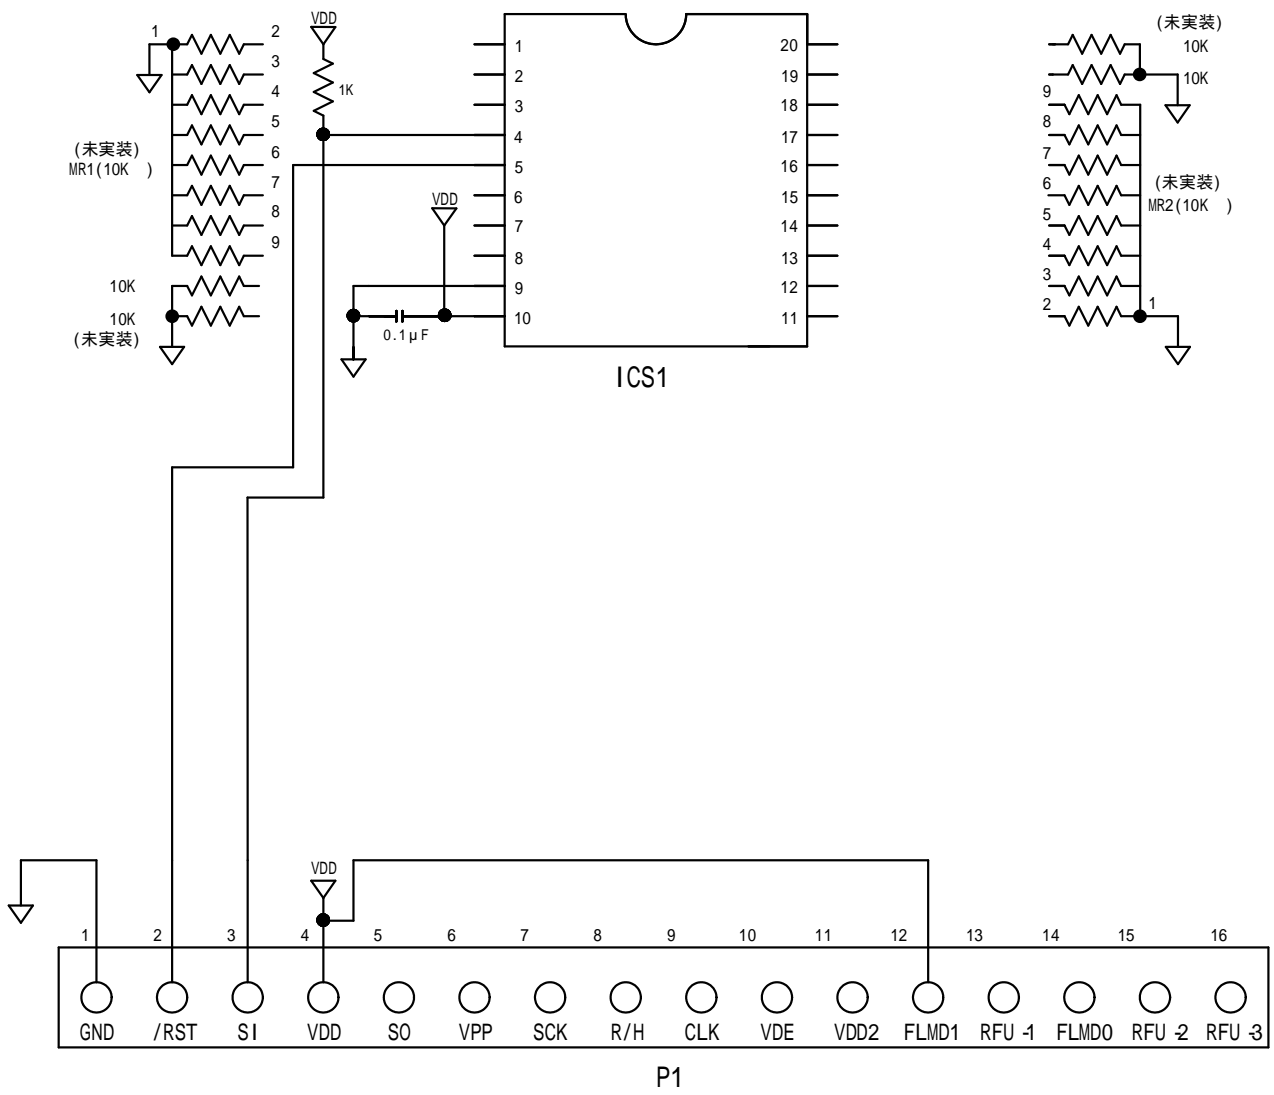 1
2
3
4
5
6
7
8
9
(未実装)
MR1(10K )
10K
10K
(未実装)
VDD
1K
VDD
0.1μF
1
2
3
4
5
6
7
8
9
10
20
19
18
17
16
15
14
13
12
11
ICS1
(未実装)
10K
10K
9
8
7
6
5
4
3
2
1
(未実装)
MR2(10K )
VDD
1 2 3 4 5 6 7 8 9 10 11 12 13 14 15 16
GND /RST SI VDD SO VPP SCK R/H CLK VDE VDD2 FLMD1 RFU-1 FLMD0 RFU-2 RFU-3
P1